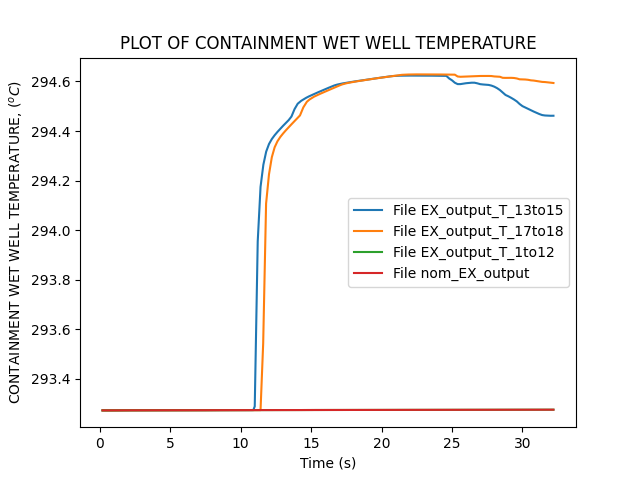 PLOT OF CONTAINMENT WET WELL TEMPERATURE
CONTAINMENT WET WELL TEMPERATURE, (°C)
294.6
294.4
294.2
294.0
293.8
293.6
293.4
File EX_output_T_13to15
File EX_output_T_17to18
File EX_output_T_1to12
File nom_EX_output
0 5 10 15 20 25 30
Time (s)